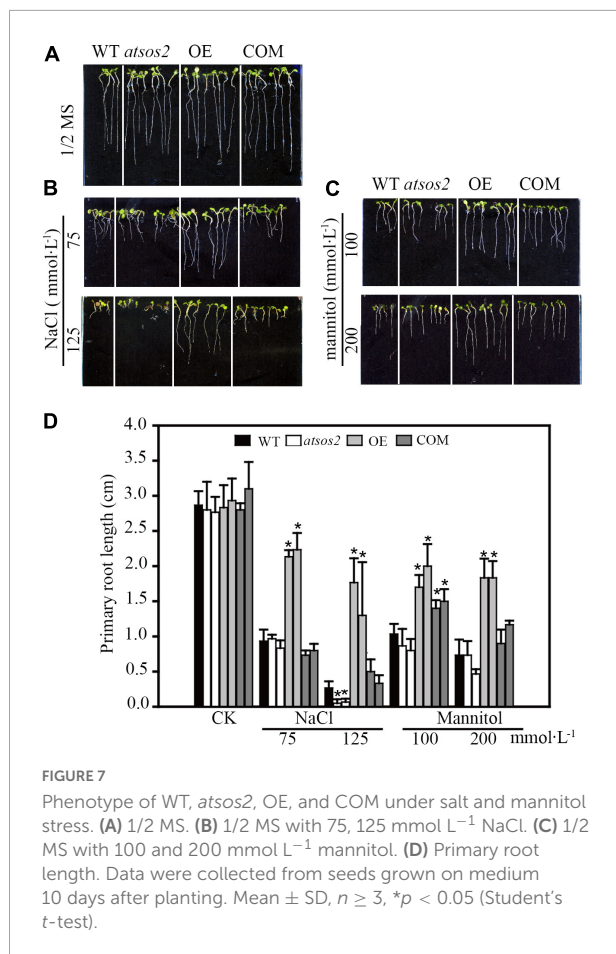 A
WT atsos2 OE COM
1/2 MS
B
NaCl ( mmol·L⁻¹)
75
125
C
WT atsos2 OE COM
mannitol (mmol·L⁻¹)
100
200
D
WT atsos2 OE COM
Primary root length (cm)
4.0
3.5
3.0
2.5
2.0
1.5
1.0
0.5
0.0
* * * * * * * * * * * *
CK NaCl Mannitol
75 125 100 200 mmol·L⁻¹
FIGURE 7
Phenotype of WT, atsos2, OE, and COM under salt and mannitol
stress. (A) 1/2 MS. (B) 1/2 MS with 75, 125 mmol L⁻¹ NaCl. (C) 1/2
MS with 100 and 200 mmol L⁻¹ mannitol. (D) Primary root
length. Data were collected from seeds grown on medium
10 days after planting. Mean ± SD, n ≥ 3, *p < 0.05 (Student's
t-test).